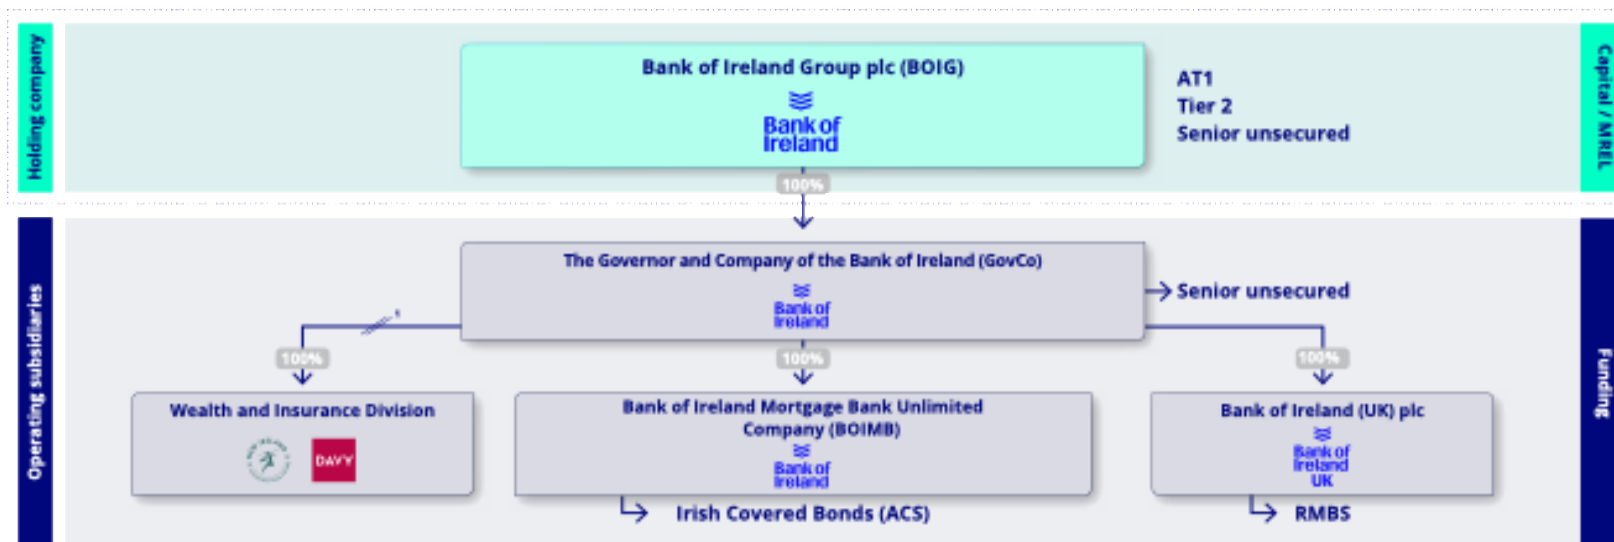 Holding company
Bank of Ireland Group plc (BOIG)
Bank of
Ireland
AT1
Tier 2
Senior unsecured
Capital / MREL
100%
Operating subsidiaries
The Governor and Company of the Bank of Ireland (GovCo)
Bank of
Ireland
Senior unsecured
Funding
100%
100%
100%
Wealth and Insurance Division
DAVY
Bank of Ireland Mortgage Bank Unlimited
Company (BOIMB)
Bank of
Ireland
Bank of Ireland (UK) plc
Bank of
Ireland
UK
Irish Covered Bonds (ACS)
RMBS